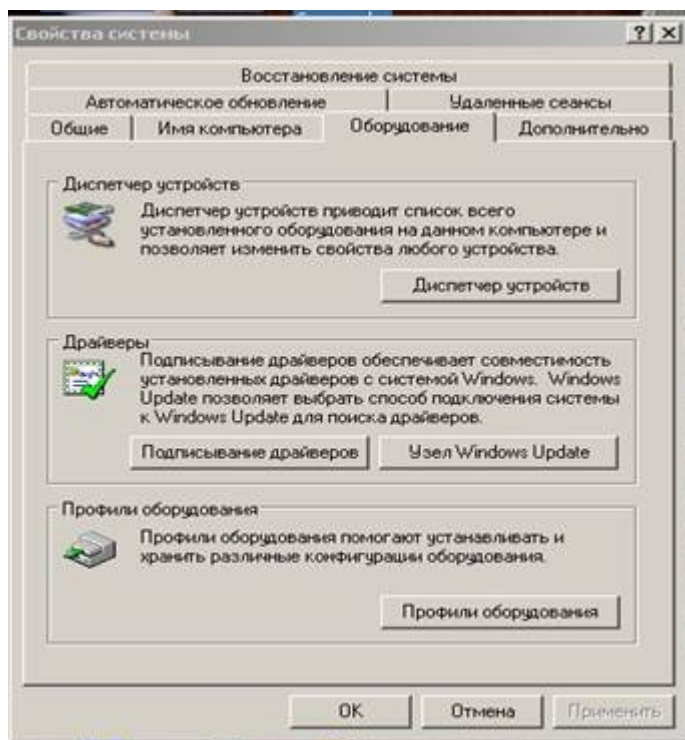 Свойства системы
Восстановление системы
Автоматическое обновление Удаленные сеансы
Общие Имя компьютера Оборудование Дополнительно
Диспетчер устройств
Диспетчер устройств приводит список всего
установленного оборудования на данном компьютере и
позволяет изменить свойства любого устройства.
Диспетчер устройств
Драйверы
Подписывание драйверов обеспечивает совместимость
установленных драйверов с системой Windows. Windows
Update позволяет выбрать способ подключения системы
к Windows Update для поиска драйверов.
Подписывание драйверов Узел Windows Update
Профили оборудования
Профили оборудования помогают устанавливать и
хранить различные конфигурации оборудования.
Профили оборудования
OK Отмена Применить